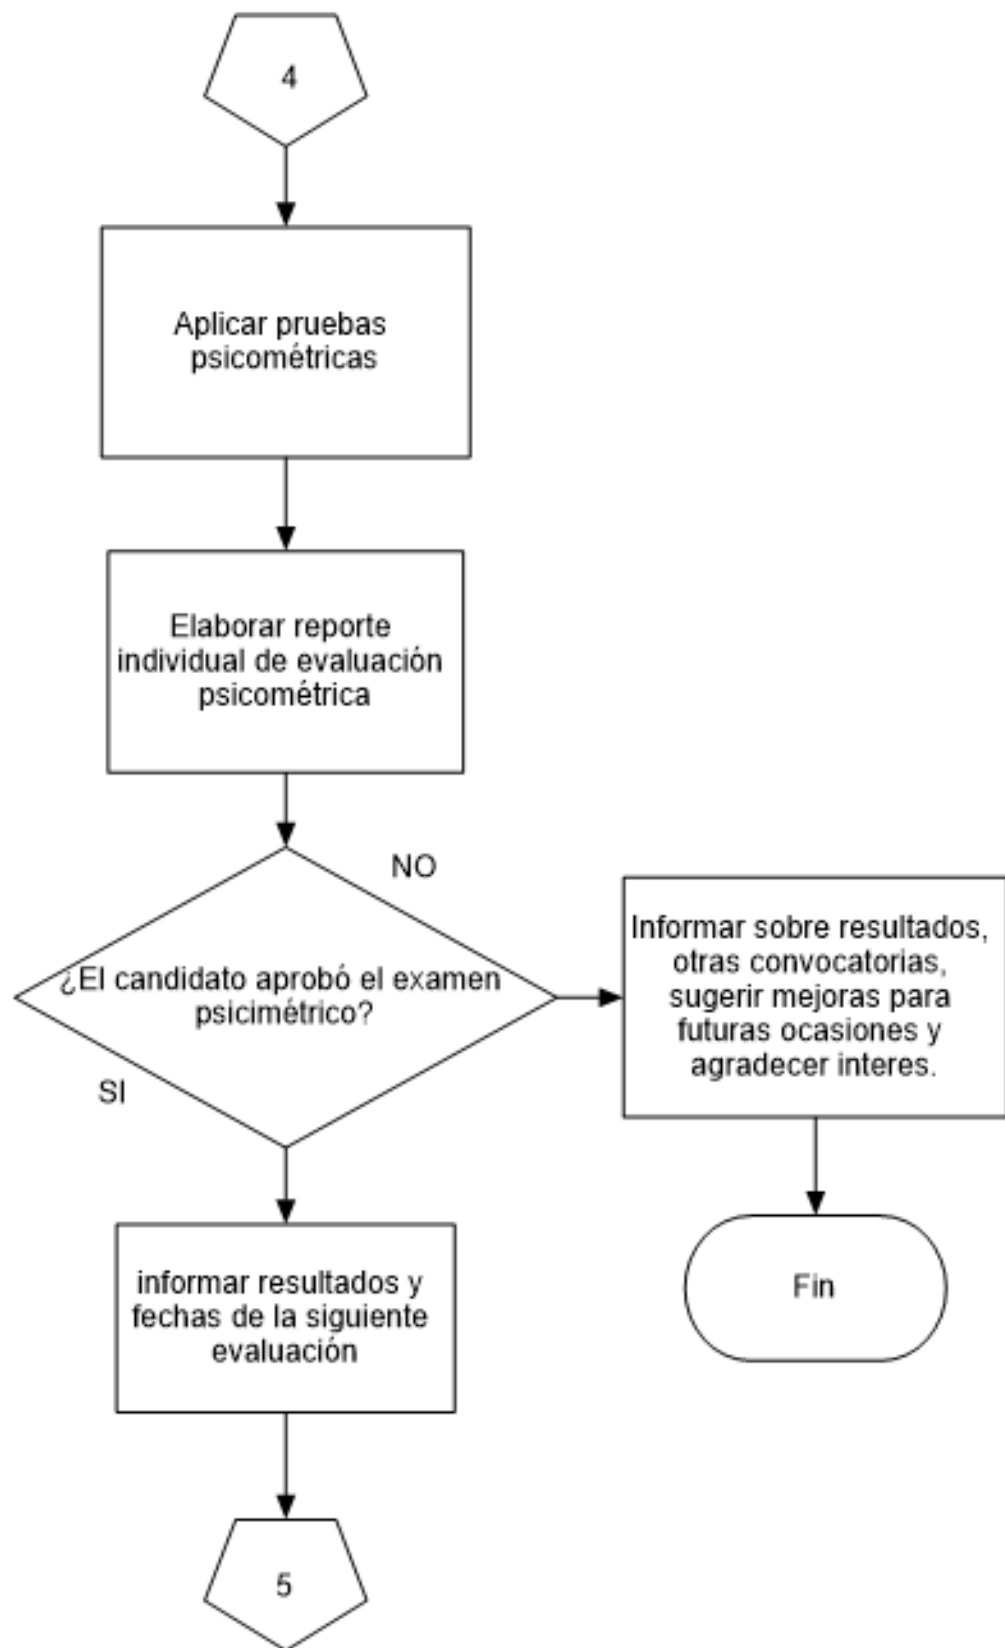 4
Aplicar pruebas
psicométricas
Elaborar reporte
individual de evaluación
psicométrica
NO
¿El candidato aprobó el examen
psicimétrico?
SI
Informar sobre resultados,
otras convocatorias,
sugerir mejoras para
futuras ocasiones y
agradecer interes.
informar resultados y
fechas de la siguiente
evaluación
Fin
5